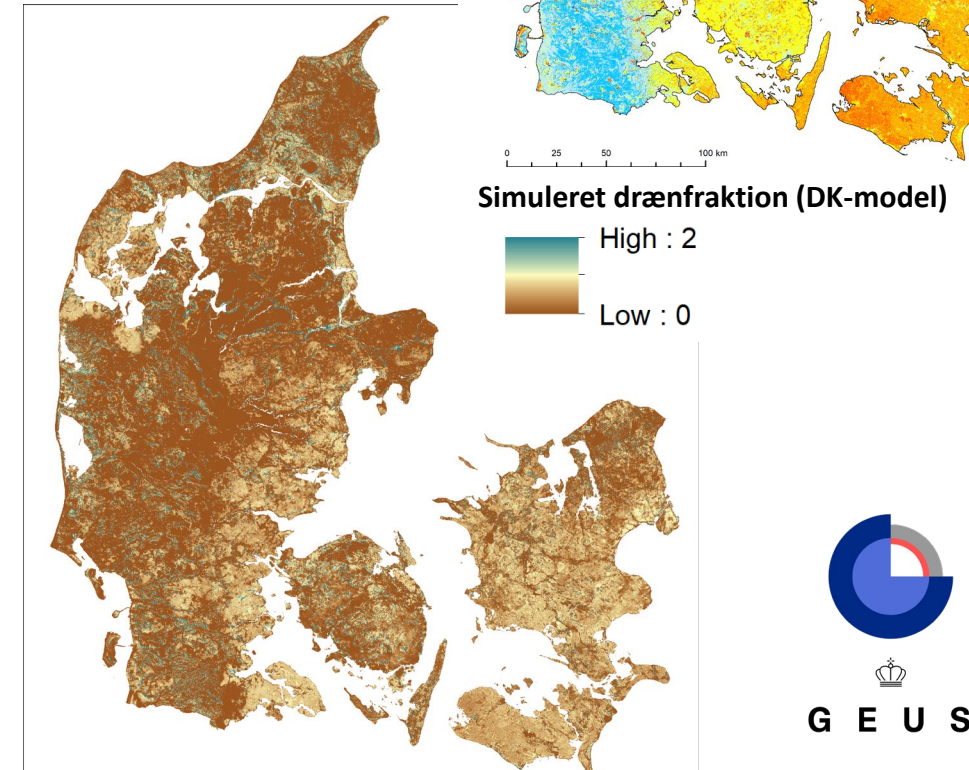 0 25 50 100 km
Simuleret drænfraktion (DK-model)
High : 2
Low : 0
G E U S